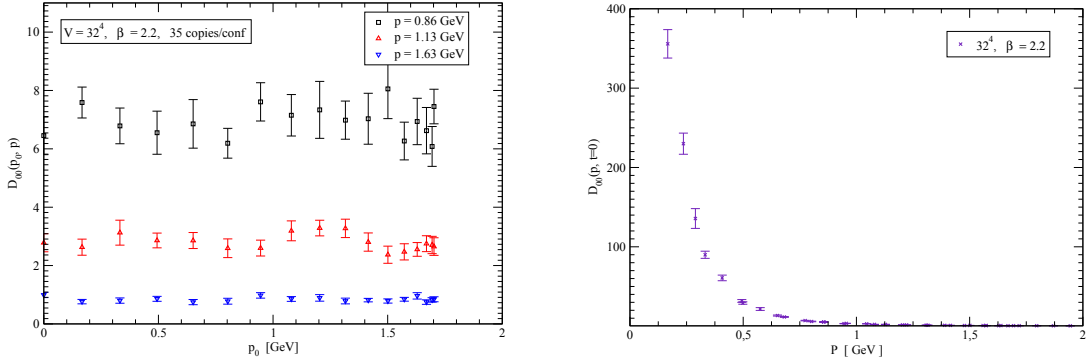 V = 32⁴, β = 2.2, 35 copies/conf
p = 0.86 GeV
p = 1.13 GeV
p = 1.63 GeV
D₀₀(p₀, p)
10
8
6
4
2
0
0 0.5 1 1.5 2
p₀ [GeV]
32⁴, β = 2.2
D₀₀(p, t=0)
400
300
200
100
0 0,5 1 1,5 2
P [ GeV ]